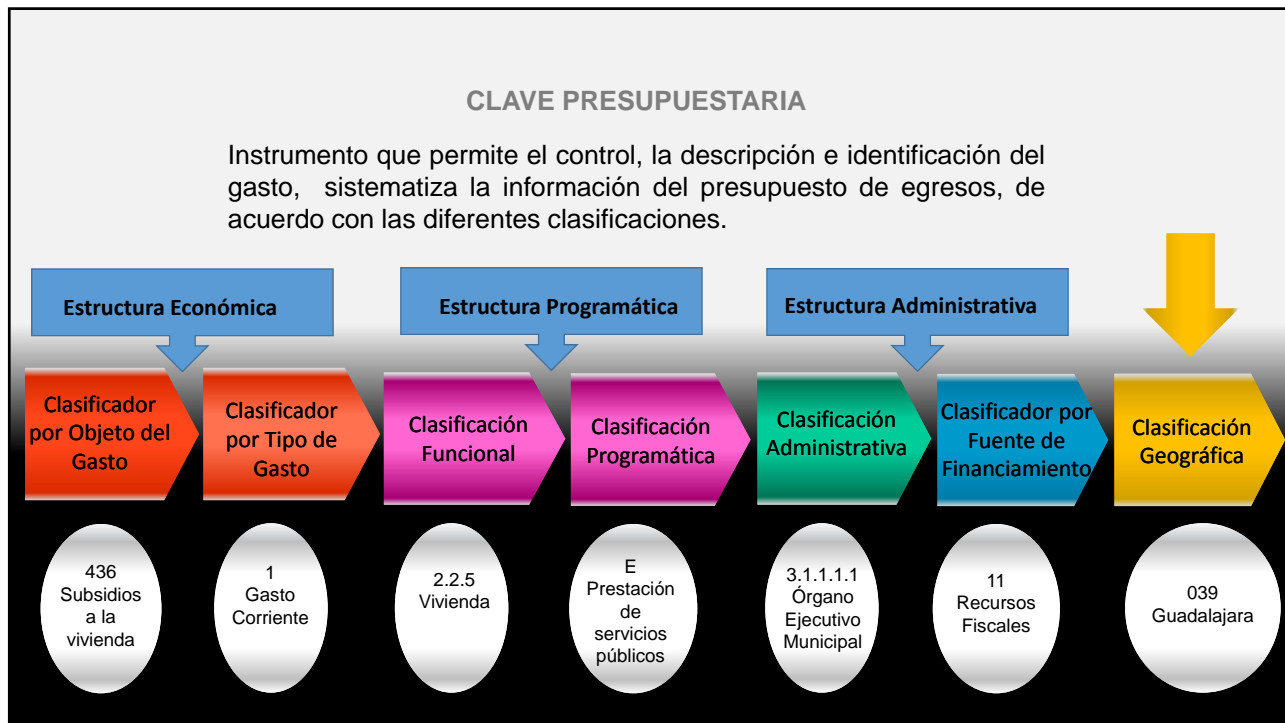 CLAVE PRESUPUESTARIA
Instrumento que permite el control, la descripción e identificación del
gasto, sistematiza la información del presupuesto de egresos, de
acuerdo con las diferentes clasificaciones.
Estructura Económica
Estructura Programática
Estructura Administrativa
Clasificador
por Objeto del
Gasto
Clasificador
por Tipo de
Gasto
Clasificación
Funcional
Clasificación
Programática
Clasificación
Administrativa
Clasificador por
Fuente de
Financiamiento
Clasificación
Geográfica
436
Subsidios
a la
vivienda
1
Gasto
Corriente
2.2.5
Vivienda
E
Prestación
de
servicios
públicos
3.1.1.1.1
Órgano
Ejecutivo
Municipal
11
Recursos
Fiscales
039
Guadalajara